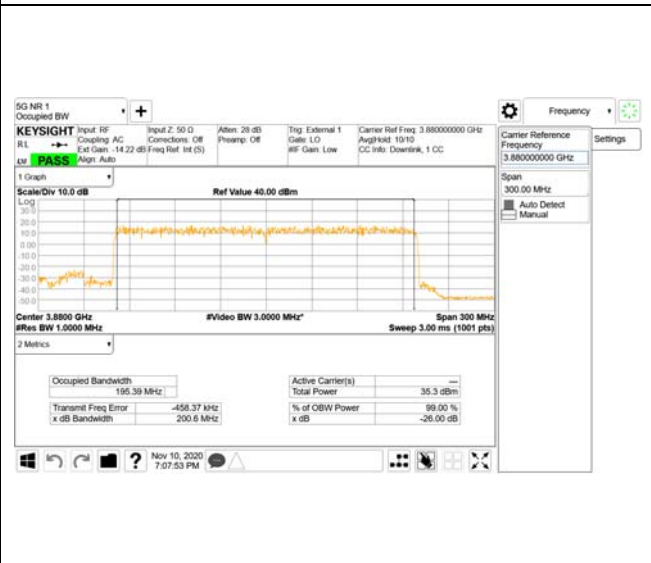 5G NR 1
Occupied BW
Frequency
KEYSIGHT
RL
PASS
Input: RF
Coupling: AC
Ext Gain: -14.22 dB
Align: Auto
Input Z: 50 Ω
Corrections: Off
Freq Ref: Int (S)
Atten: 28 dB
Preamp: Off
Trig: External 1
Gate: LO
#IF Gain: Low
Carrier Ref Freq: 3.880000000 GHz
Avg|Hold: 10/10
CC Info: Downlink, 1 CC
Carrier Reference
Frequency
3.880000000 GHz
Settings
Span
300.00 MHz
Auto Detect
Manual
1 Graph
Scale/Div 10.0 dB
Ref Value 40.00 dBm
Log
30.0
20.0
10.0
0.00
-10.0
-20.0
-30.0
-40.0
-50.0
Center 3.8800 GHz
#Video BW 3.0000 MHz*
Span 300 MHz
#Res BW 1.0000 MHz
Sweep 3.00 ms (1001 pts)
2 Metrics
Occupied Bandwidth
195.39 MHz
Transmit Freq Error -458.37 kHz
x dB Bandwidth 200.6 MHz
Active Carrier(s) —
Total Power 35.3 dBm
% of OBW Power 99.00 %
x dB -26.00 dB
?
Nov 10, 2020
7:07:53 PM